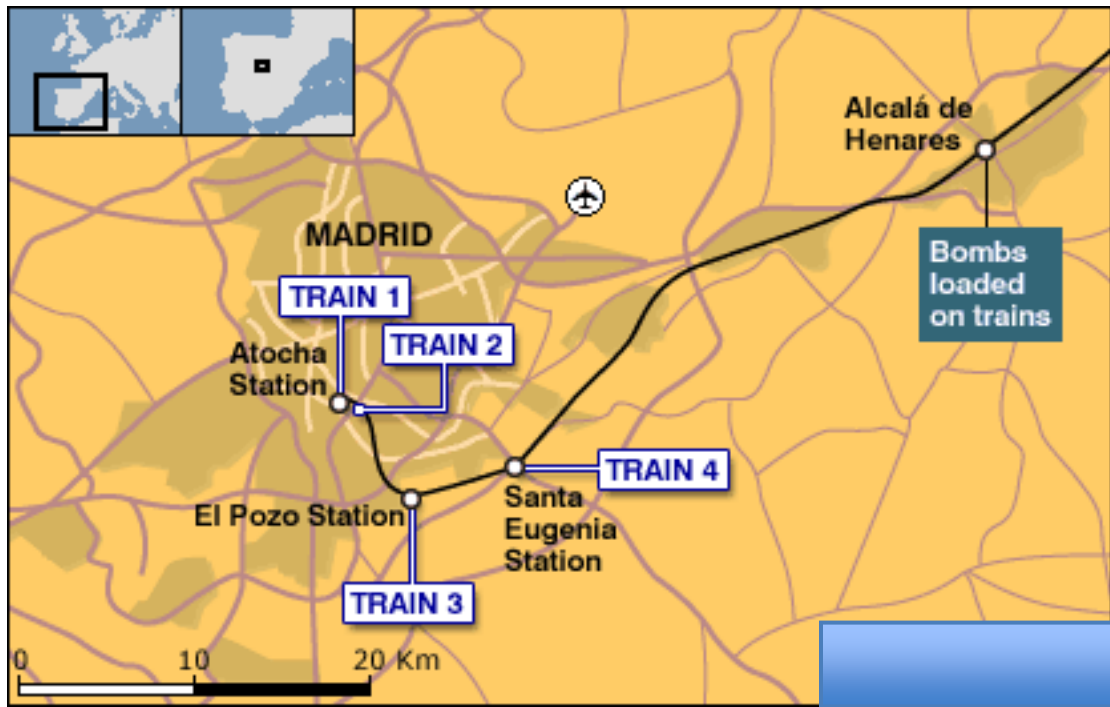 Alcalá de
Henares
MADRID
Bombs
loaded
on trains
TRAIN 1
TRAIN 2
Atocha
Station
TRAIN 4
Santa
Eugenia
Station
El Pozo Station
TRAIN 3
0 10 20 Km